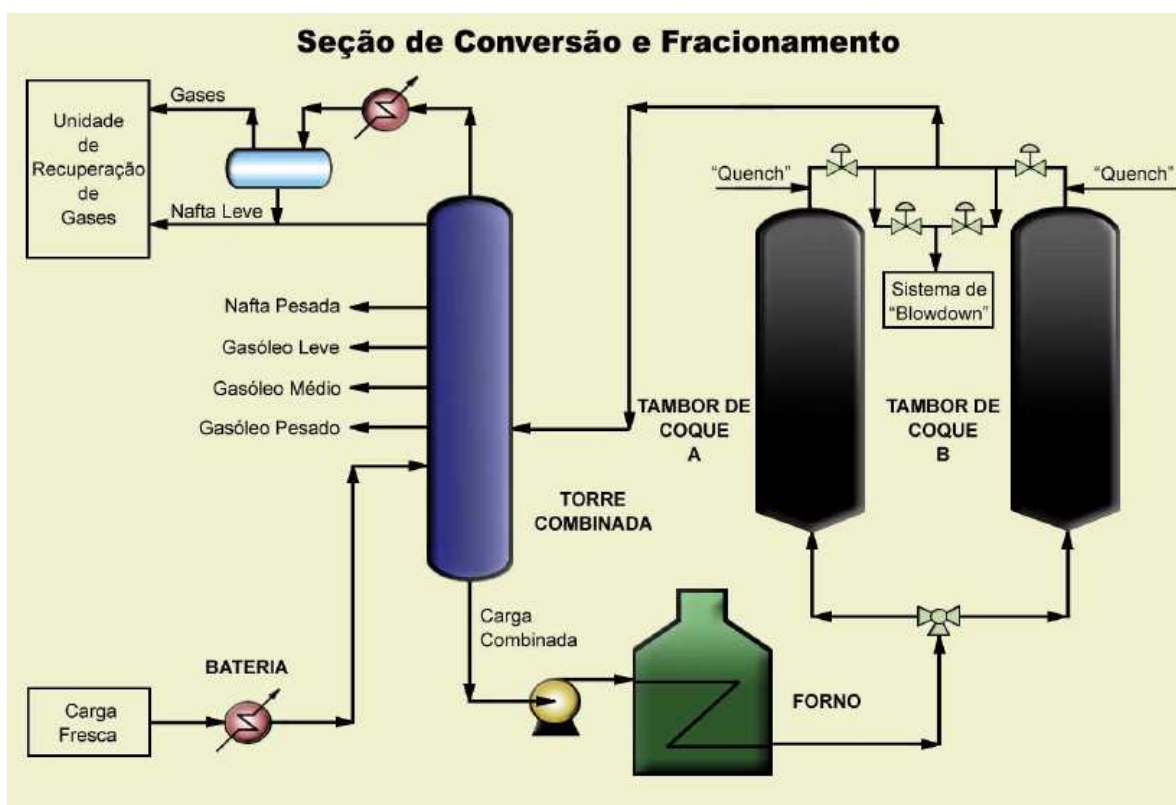 Seção de Conversão e Fracionamento
Unidade
de
Recuperação
de
Gases
Gases
Nafta Leve
Nafta Pesada
Gasóleo Leve
Gasóleo Médio
Gasóleo Pesado
"Quench"
"Quench"
Sistema de
"Blowdown"
TAMBOR DE
COQUE
A
TAMBOR DE
COQUE
B
TORRE
COMBINADA
Carga
Combinada
BATERIA
Carga
Fresca
FORNO